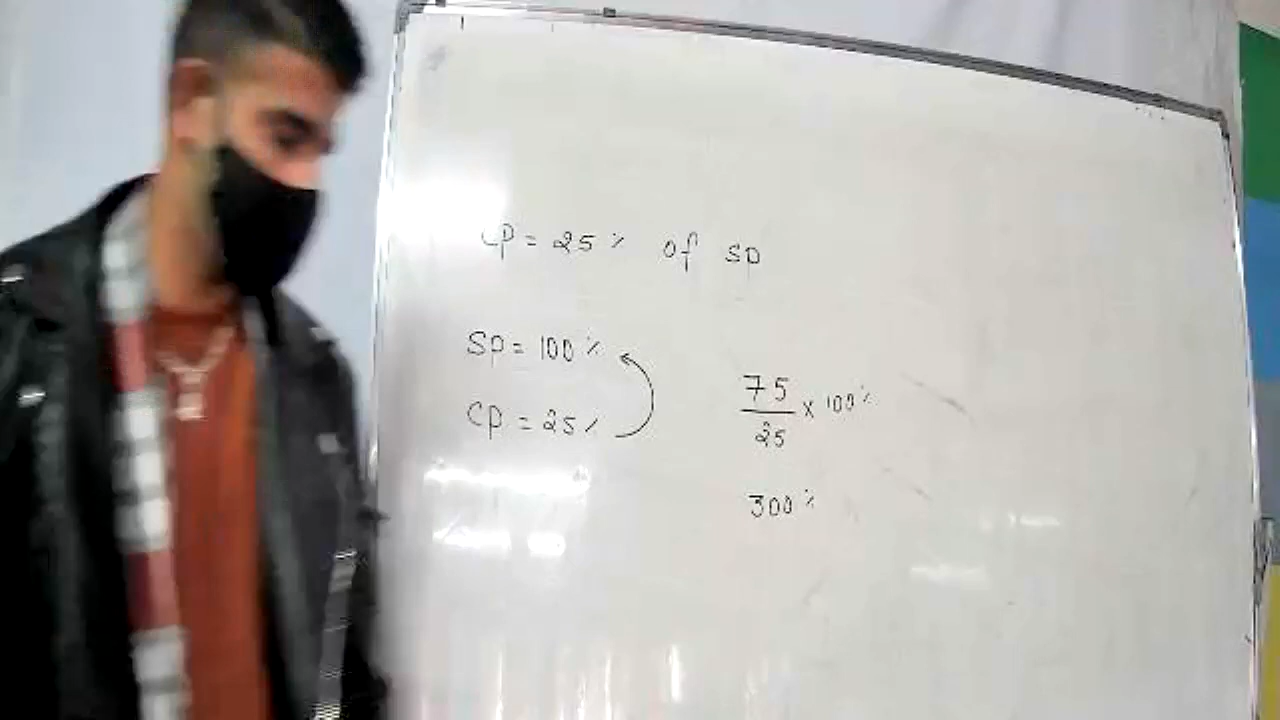 CP = 25% of SP
SP = 100%
CP = 25%
75/25 x 100%
300%